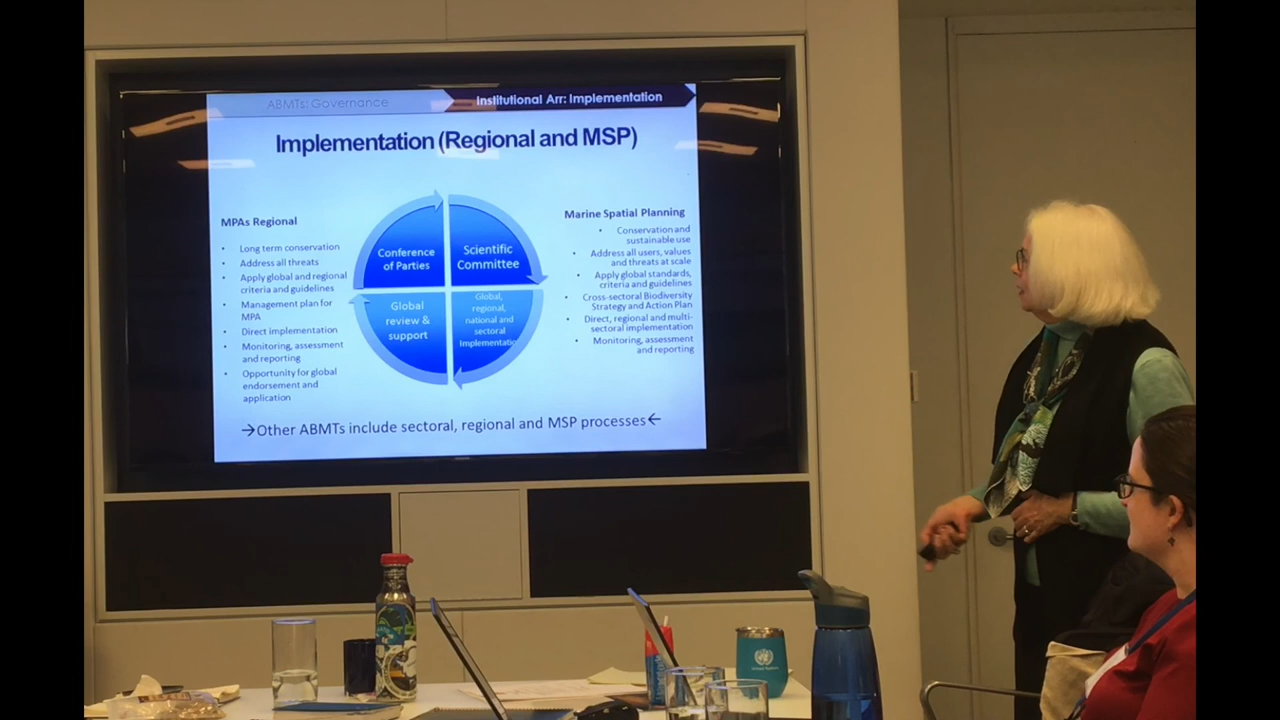 ABMTs: Governance
Institutional Arr: Implementation
Implementation (Regional and MSP)
MPAs Regional
• Long term conservation
• Address all threats
• Apply global and regional
criteria and guidelines
• Management plan for
MPA
• Direct implementation
• Monitoring, assessment
and reporting
• Opportunity for global
endorsement and
application
Conference
of Parties
Scientific
Committee
Global
review &
support
Global,
regional,
national and
sectoral
Implementatio
Marine Spatial Planning
• Conservation and
sustainable use
• Address all users, values
and threats at scale
• Apply global standards,
criteria and guidelines
• Cross-sectoral Biodiversity
Strategy and Action Plan
• Direct, regional and multi-
sectoral implementation
• Monitoring, assessment
and reporting
→Other ABMTs include sectoral, regional and MSP processes←
United Nations